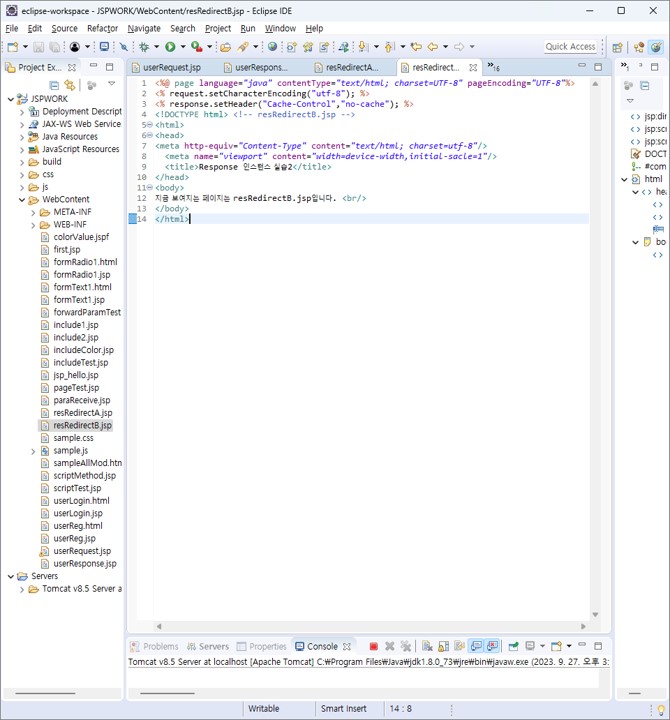 eclipse-workspace - JSPWORK/WebContent/resRedirectB.jsp - Eclipse IDE
File Edit Source Refactor Navigate Search Project Run Window Help
Quick Access
Project Ex...
userRequest.jsp
userRespons...
resRedirectA...
resRedirect...
»16
»1
JSPWORK
Deployment Descript
JAX-WS Web Service
Java Resources
JavaScript Resources
build
css
js
WebContent
META-INF
WEB-INF
colorValue.jspf
first.jsp
formRadio1.html
formRadio1.jsp
formText1.html
formText1.jsp
forwardParamTest
include1.jsp
include2.jsp
includeColor.jsp
includeTest.jsp
jsp_hello.jsp
pageTest.jsp
paraReceive.jsp
resRedirectA.jsp
resRedirectB.jsp
sample.css
sample.js
sampleAllMod.htn
scriptMethod.jsp
scriptTest.jsp
userLogin.html
userLogin.jsp
userReg.html
userReg.jsp
userRequest.jsp
userResponse.jsp
Servers
Tomcat v8.5 Server a
1 <%@ page language="java" contentType="text/html; charset=UTF-8" pageEncoding="UTF-8"%>
2 <% request.setCharacterEncoding("utf-8"); %>
3 <% response.setHeader("Cache-Control","no-cache"); %>
4 <!DOCTYPE html> <!-- resRedirectB.jsp -->
5 <html>
6 <head>
7 <meta http-equiv="Content-Type" content="text/html; charset=utf-8"/>
8 <meta name="viewport" content="width=device-width,initial-sacle=1"/>
9 <title>Response 인스턴스 실습2</title>
10 </head>
11 <body>
12 지금 보여지는 페이지는 resRedirectB.jsp입니다. <br/>
13 </body>
14 </html>
jsp:dir
jsp:scr
jsp:scr
DOCT
#com
html
hea
bo
Problems
Servers
Properties
Console
Tomcat v8.5 Server at localhost [Apache Tomcat] C:₩Program Files₩Java₩jdk1.8.0_73₩jre₩bin₩javaw.exe (2023. 9. 27. 오후 3:
Writable
Smart Insert
14 : 8